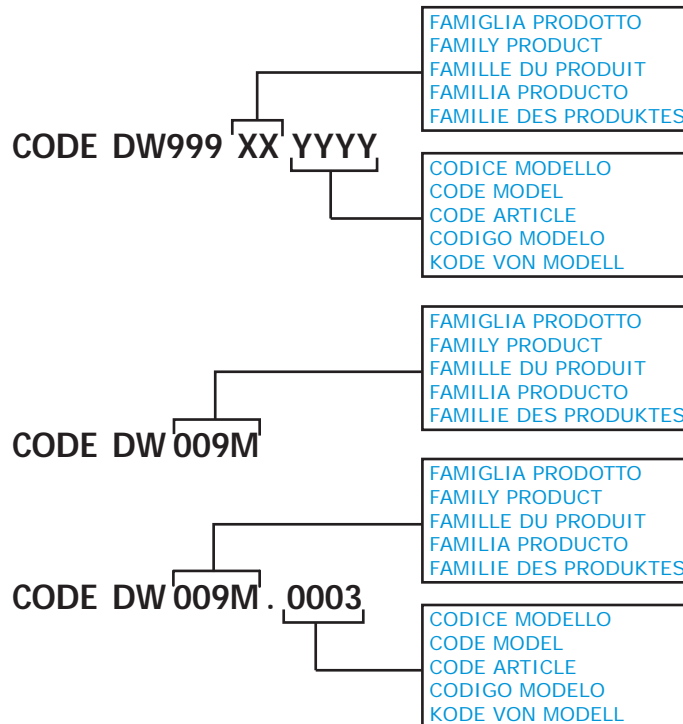 FAMIGLIA PRODOTTO
FAMILY PRODUCT
FAMILLE DU PRODUIT
FAMILIA PRODUCTO
FAMILIE DES PRODUKTES
CODE DW999 XX YYYY
CODICE MODELLO
CODE MODEL
CODE ARTICLE
CODIGO MODELO
KODE VON MODELL
FAMIGLIA PRODOTTO
FAMILY PRODUCT
FAMILLE DU PRODUIT
FAMILIA PRODUCTO
FAMILIE DES PRODUKTES
CODE DW 009M
FAMIGLIA PRODOTTO
FAMILY PRODUCT
FAMILLE DU PRODUIT
FAMILIA PRODUCTO
FAMILIE DES PRODUKTES
CODE DW 009M . 0003
CODICE MODELLO
CODE MODEL
CODE ARTICLE
CODIGO MODELO
KODE VON MODELL